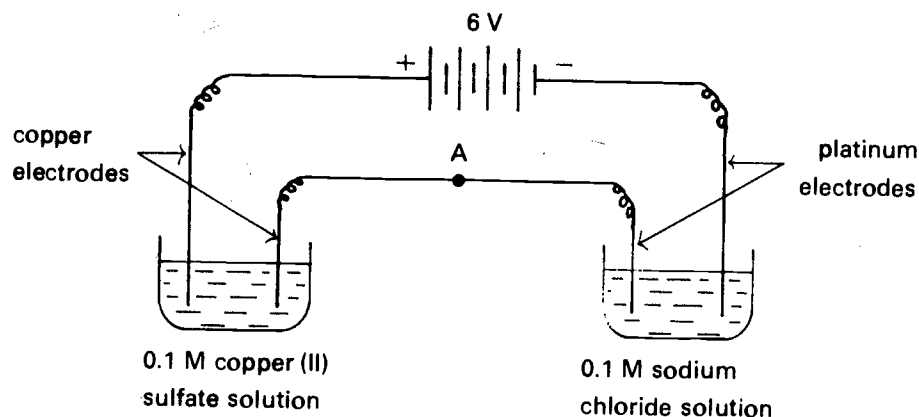 6 V
+ −
copper
electrodes
A
platinum
electrodes
0.1 M copper (II)
sulfate solution
0.1 M sodium
chloride solution